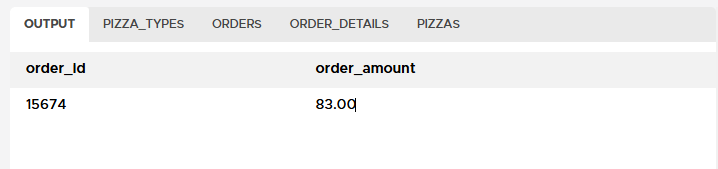 OUTPUT PIZZA_TYPES ORDERS ORDER_DETAILS PIZZAS
order_id order_amount
15674 83.00